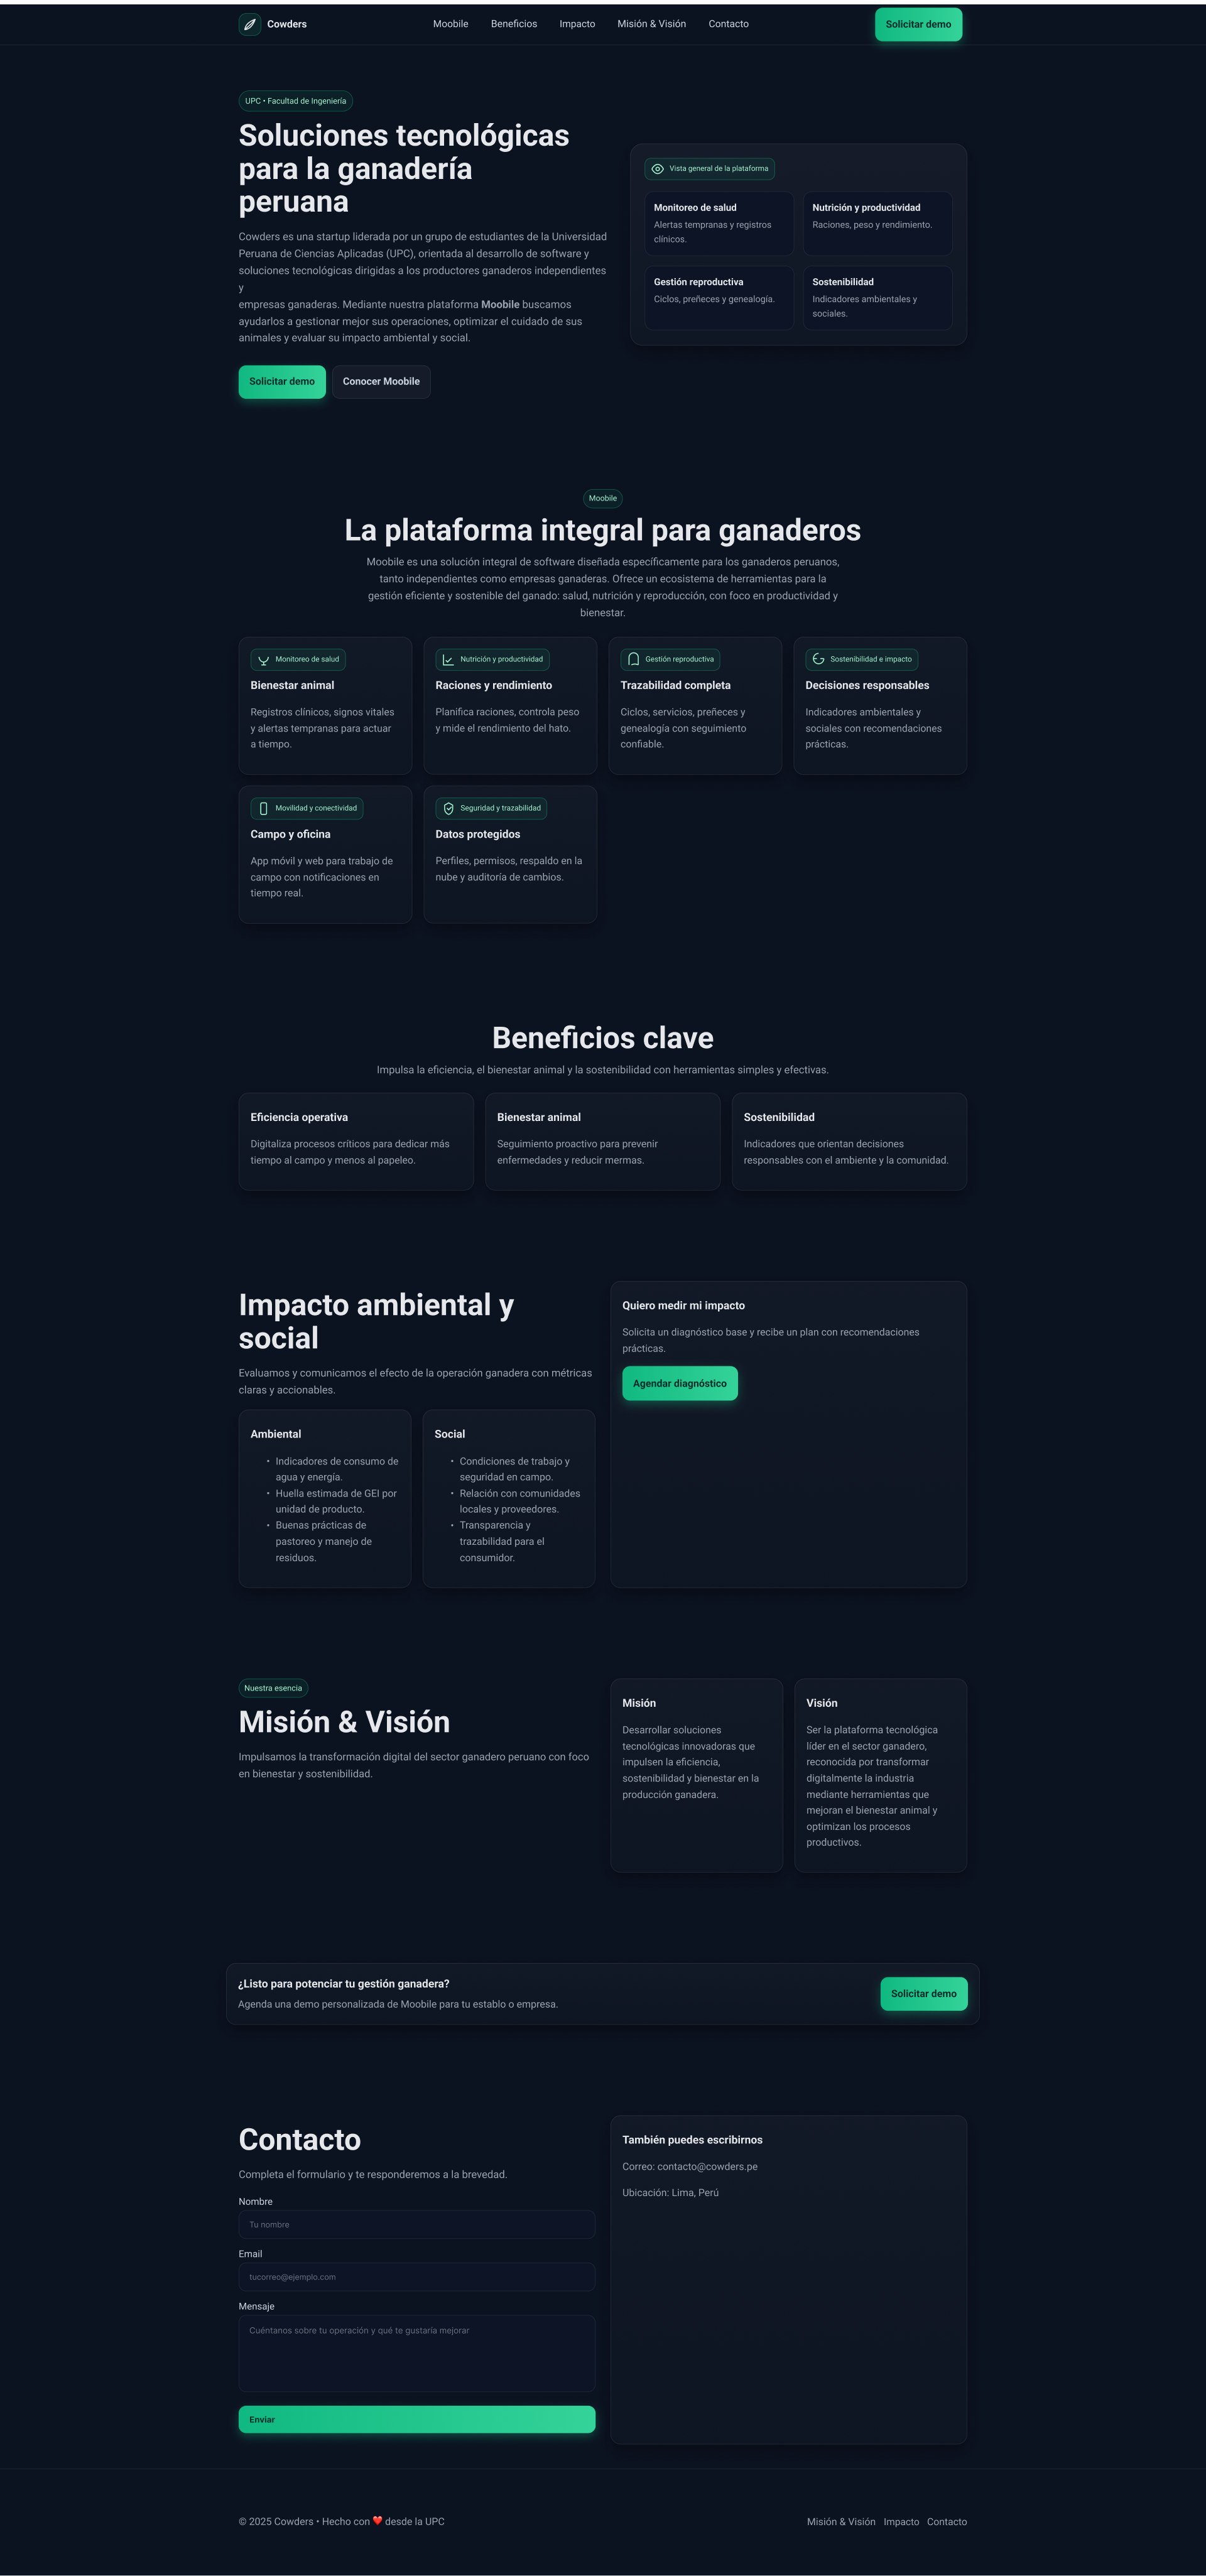 Cowders
Moobile
Beneficios
Impacto
Misión & Visión
Contacto
Solicitar demo
UPC • Facultad de Ingeniería
Soluciones tecnológicas
para la ganadería
peruana
Cowders es una startup liderada por un grupo de estudiantes de la Universidad
Peruana de Ciencias Aplicadas (UPC), orientada al desarrollo de software y
soluciones tecnológicas dirigidas a los productores ganaderos independientes
y
empresas ganaderas. Mediante nuestra plataforma Moobile buscamos
ayudarlos a gestionar mejor sus operaciones, optimizar el cuidado de sus
animales y evaluar su impacto ambiental y social.
Solicitar demo
Conocer Moobile
Vista general de la plataforma
Monitoreo de salud
Alertas tempranas y registros
clínicos.
Nutrición y productividad
Raciones, peso y rendimiento.
Gestión reproductiva
Ciclos, preñeces y genealogía.
Sostenibilidad
Indicadores ambientales y
sociales.
Moobile
La plataforma integral para ganaderos
Moobile es una solución integral de software diseñada específicamente para los ganaderos peruanos,
tanto independientes como empresas ganaderas. Ofrece un ecosistema de herramientas para la
gestión eficiente y sostenible del ganado: salud, nutrición y reproducción, con foco en productividad y
bienestar.
Monitoreo de salud
Bienestar animal
Registros clínicos, signos vitales
y alertas tempranas para actuar
a tiempo.
Nutrición y productividad
Raciones y rendimiento
Planifica raciones, controla peso
y mide el rendimiento del hato.
Gestión reproductiva
Trazabilidad completa
Ciclos, servicios, preñeces y
genealogía con seguimiento
confiable.
Sostenibilidad e impacto
Decisiones responsables
Indicadores ambientales y
sociales con recomendaciones
prácticas.
Movilidad y conectividad
Campo y oficina
App móvil y web para trabajo de
campo con notificaciones en
tiempo real.
Seguridad y trazabilidad
Datos protegidos
Perfiles, permisos, respaldo en la
nube y auditoría de cambios.
Beneficios clave
Impulsa la eficiencia, el bienestar animal y la sostenibilidad con herramientas simples y efectivas.
Eficiencia operativa
Digitaliza procesos críticos para dedicar más
tiempo al campo y menos al papeleo.
Bienestar animal
Seguimiento proactivo para prevenir
enfermedades y reducir mermas.
Sostenibilidad
Indicadores que orientan decisiones
responsables con el ambiente y la comunidad.
Impacto ambiental y
social
Evaluamos y comunicamos el efecto de la operación ganadera con métricas
claras y accionables.
Ambiental
• Indicadores de consumo de
agua y energía.
• Huella estimada de GEI por
unidad de producto.
• Buenas prácticas de
pastoreo y manejo de
residuos.
Social
• Condiciones de trabajo y
seguridad en campo.
• Relación con comunidades
locales y proveedores.
• Transparencia y
trazabilidad para el
consumidor.
Quiero medir mi impacto
Solicita un diagnóstico base y recibe un plan con recomendaciones
prácticas.
Agendar diagnóstico
Nuestra esencia
Misión & Visión
Impulsamos la transformación digital del sector ganadero peruano con foco
en bienestar y sostenibilidad.
Misión
Desarrollar soluciones
tecnológicas innovadoras que
impulsen la eficiencia,
sostenibilidad y bienestar en la
producción ganadera.
Visión
Ser la plataforma tecnológica
líder en el sector ganadero,
reconocida por transformar
digitalmente la industria
mediante herramientas que
mejoran el bienestar animal y
optimizan los procesos
productivos.
¿Listo para potenciar tu gestión ganadera?
Agenda una demo personalizada de Moobile para tu establo o empresa.
Solicitar demo
Contacto
Completa el formulario y te responderemos a la brevedad.
Nombre
Tu nombre
Email
tucorreo@ejemplo.com
Mensaje
Cuéntanos sobre tu operación y qué te gustaría mejorar
Enviar
También puedes escribirnos
Correo: contacto@cowders.pe
Ubicación: Lima, Perú
© 2025 Cowders • Hecho con ❤️ desde la UPC
Misión & Visión
Impacto
Contacto